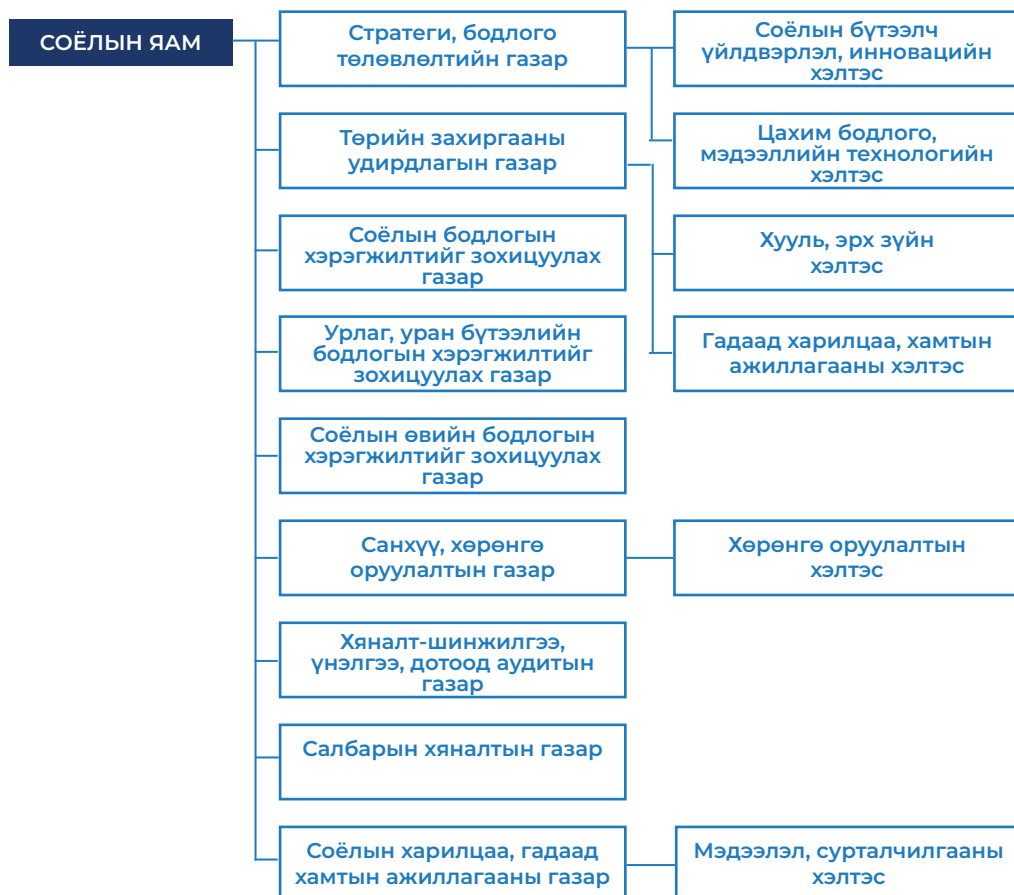 СОЁЛЫН ЯАМ
Стратеги, бодлого
төлөвлөлтийн газар
Соёлын бүтээлч
үйлдвэрлэл, инновацийн
хэлтэс
Цахим бодлого,
мэдээллийн технологийн
хэлтэс
Төрийн захиргааны
удирдлагын газар
Хууль, эрх зүйн
хэлтэс
Гадаад харилцаа, хамтын
ажиллагааны хэлтэс
Соёлын бодлогын
хэрэгжилтийг зохицуулах
газар
Урлаг, уран бүтээлийн
бодлогын хэрэгжилтийг
зохицуулах газар
Соёлын өвийн бодлогын
хэрэгжилтийг зохицуулах
газар
Санхүү, хөрөнгө
оруулалтын газар
Хөрөнгө оруулалтын
хэлтэс
Хяналт-шинжилгээ,
үнэлгээ, дотоод аудитын
газар
Салбарын хяналтын газар
Соёлын харилцаа, гадаад
хамтын ажиллагааны газар
Мэдээлэл, сурталчилгааны
хэлтэс